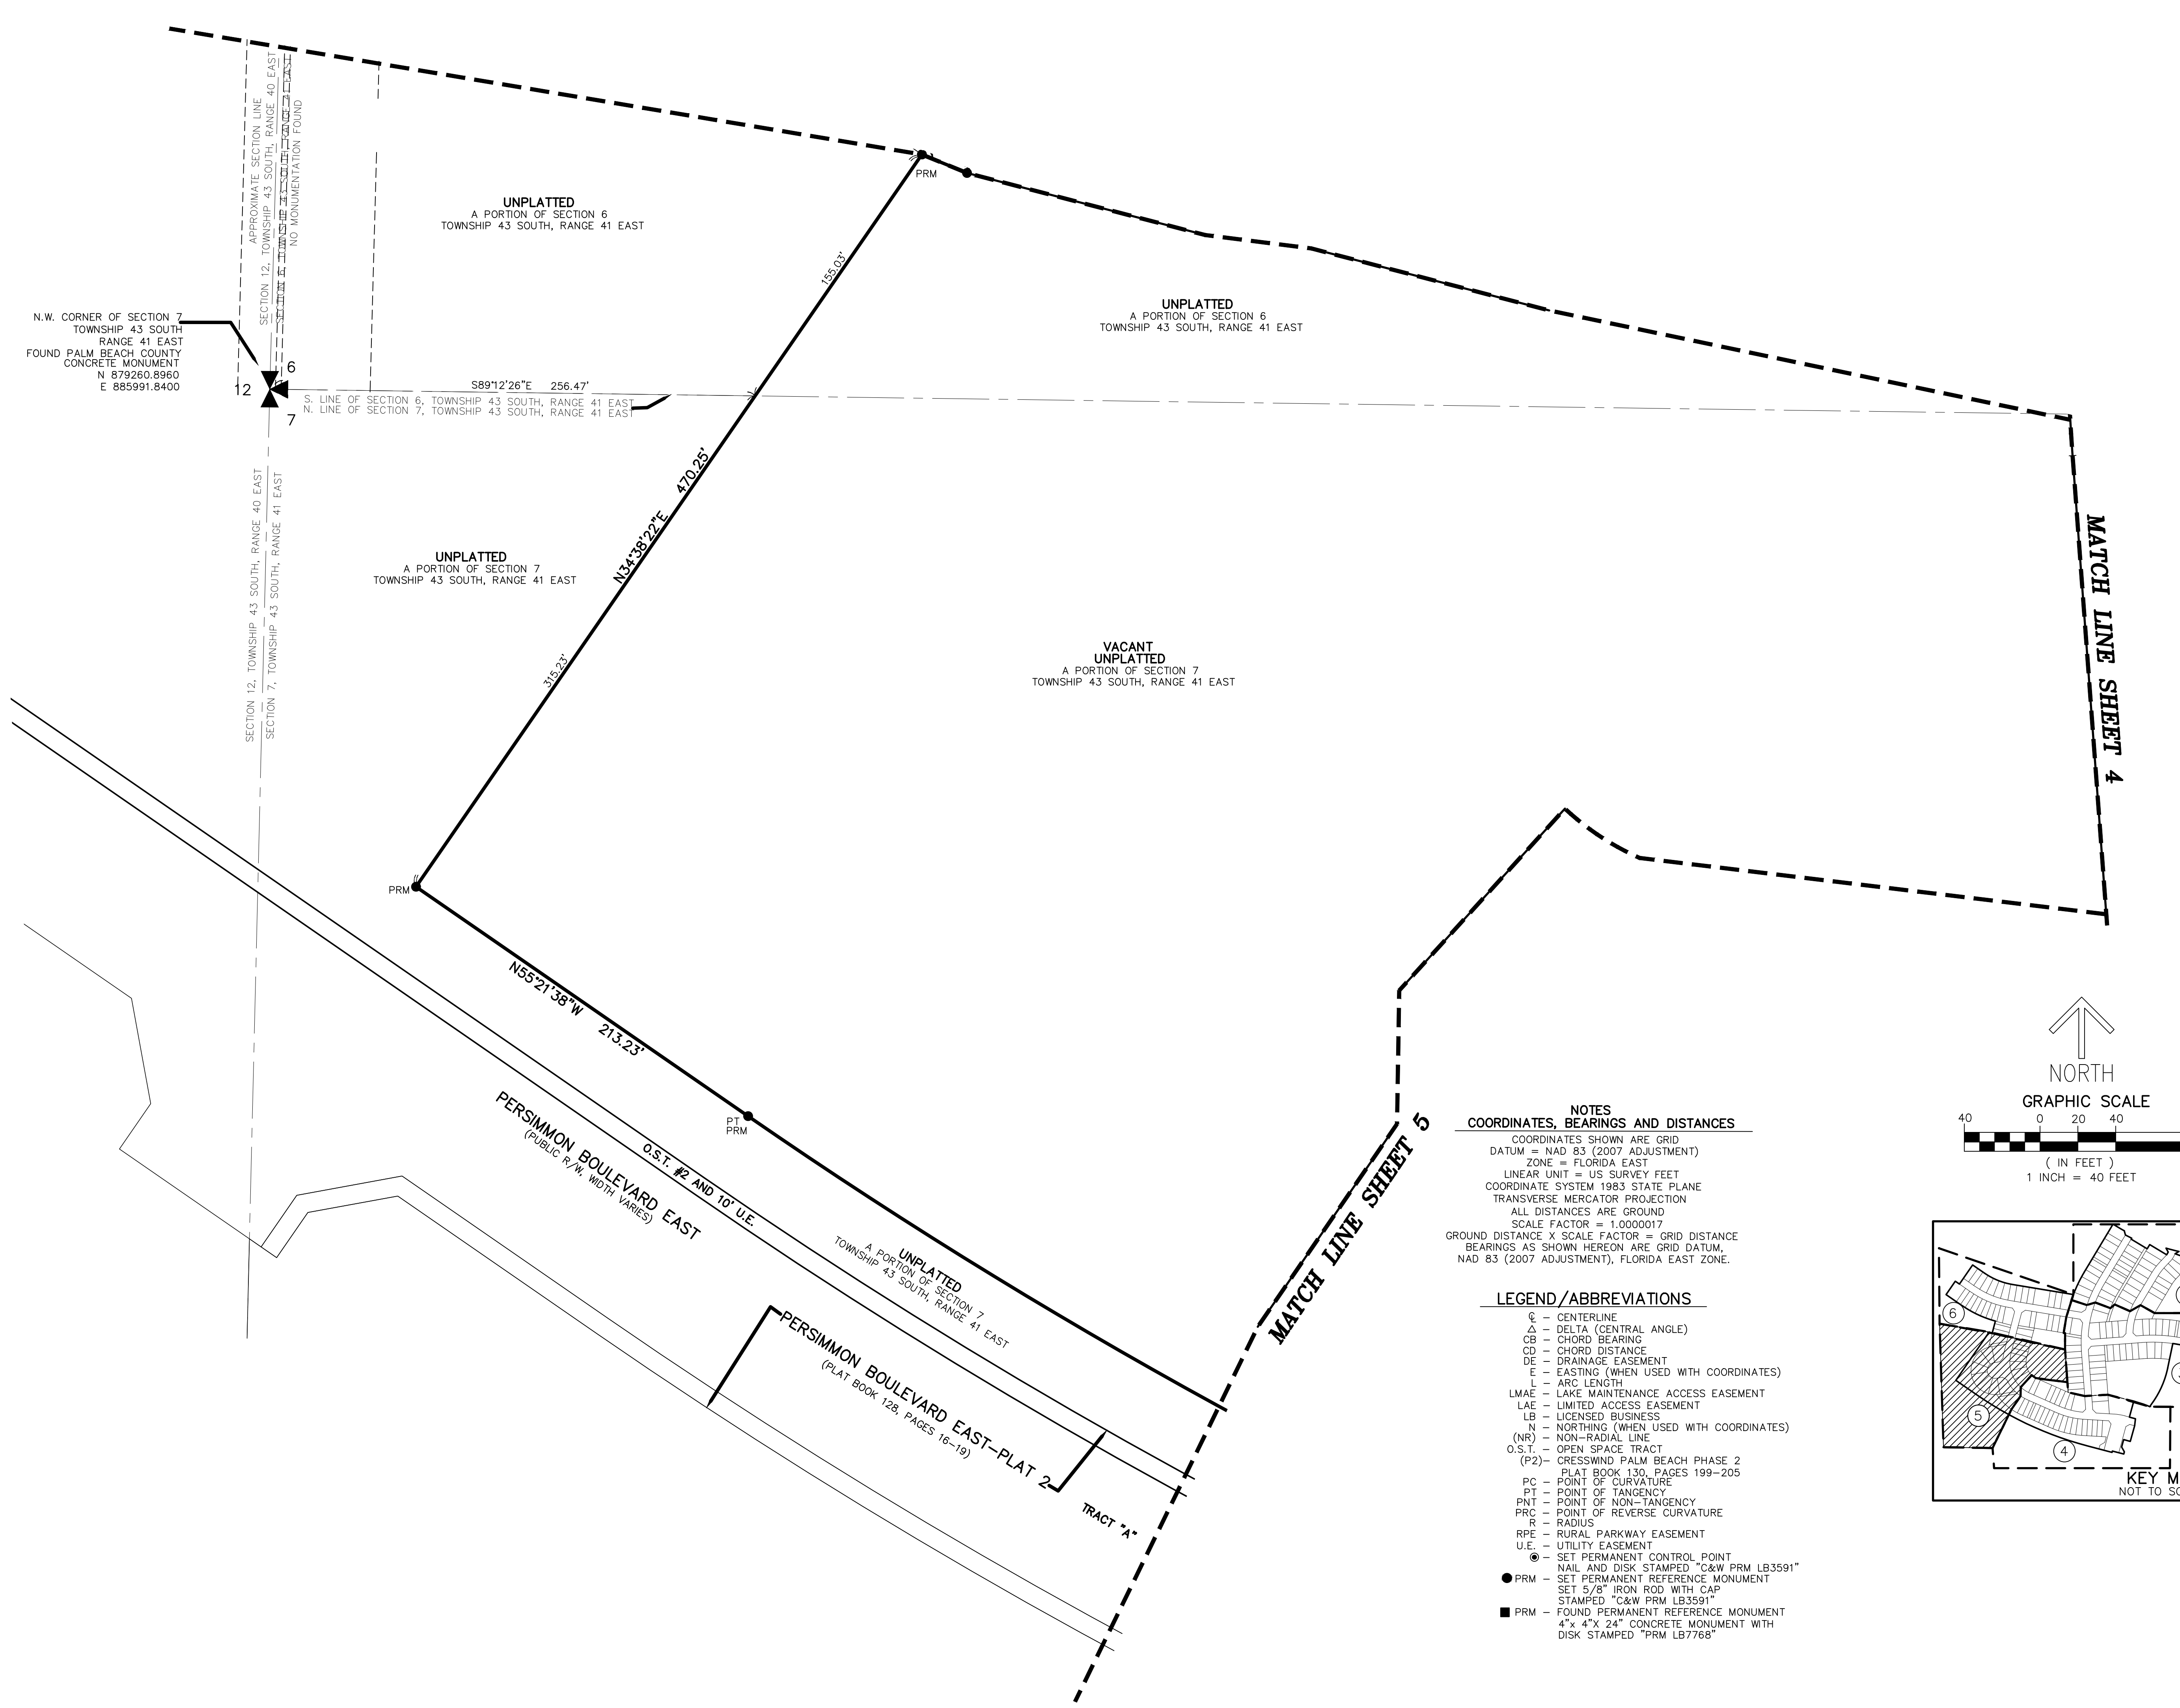 APPROXIMATE SECTION LINE
SECTION 12, TOWNSHIP 43 SOUTH, RANGE 40 EAST
SECTION 6, TOWNSHIP 43 SOUTH, RANGE 41 EAST
NO MONUMENTATION FOUND
UNPLATTED
A PORTION OF SECTION 6
TOWNSHIP 43 SOUTH, RANGE 41 EAST
PRM
155.03'
UNPLATTED
A PORTION OF SECTION 6
TOWNSHIP 43 SOUTH, RANGE 41 EAST
N.W. CORNER OF SECTION 7
TOWNSHIP 43 SOUTH
RANGE 41 EAST
FOUND PALM BEACH COUNTY
CONCRETE MONUMENT
N 879260.8960
E 885991.8400
6
12
7
S89°12'26"E 256.47'
S. LINE OF SECTION 6, TOWNSHIP 43 SOUTH, RANGE 41 EAST
N. LINE OF SECTION 7, TOWNSHIP 43 SOUTH, RANGE 41 EAST
SECTION 12, TOWNSHIP 43 SOUTH, RANGE 40 EAST
SECTION 7, TOWNSHIP 43 SOUTH, RANGE 41 EAST
N34°38'22"E 470.25'
UNPLATTED
A PORTION OF SECTION 7
TOWNSHIP 43 SOUTH, RANGE 41 EAST
315.23'
VACANT
UNPLATTED
A PORTION OF SECTION 7
TOWNSHIP 43 SOUTH, RANGE 41 EAST
MATCH LINE SHEET 4
PRM
N55°21'38"W 213.23'
PT
PRM
PERSIMMON BOULEVARD EAST
(PUBLIC R/W, WIDTH VARIES)
O.S.T. #2 AND 10' U.E.
UNPLATTED
A PORTION OF SECTION 7
TOWNSHIP 43 SOUTH, RANGE 41 EAST
PERSIMMON BOULEVARD EAST-PLAT 2
(PLAT BOOK 128, PAGES 16-19)
TRACT "A"
MATCH LINE SHEET 5
NOTES
COORDINATES, BEARINGS AND DISTANCES
COORDINATES SHOWN ARE GRID
DATUM = NAD 83 (2007 ADJUSTMENT)
ZONE = FLORIDA EAST
LINEAR UNIT = US SURVEY FEET
COORDINATE SYSTEM 1983 STATE PLANE
TRANSVERSE MERCATOR PROJECTION
ALL DISTANCES ARE GROUND
SCALE FACTOR = 1.0000017
GROUND DISTANCE X SCALE FACTOR = GRID DISTANCE
BEARINGS AS SHOWN HEREON ARE GRID DATUM,
NAD 83 (2007 ADJUSTMENT), FLORIDA EAST ZONE.
LEGEND/ABBREVIATIONS
℄ – CENTERLINE
△ – DELTA (CENTRAL ANGLE)
CB – CHORD BEARING
CD – CHORD DISTANCE
DE – DRAINAGE EASEMENT
E – EASTING (WHEN USED WITH COORDINATES)
L – ARC LENGTH
LMAE – LAKE MAINTENANCE ACCESS EASEMENT
LAE – LIMITED ACCESS EASEMENT
LB – LICENSED BUSINESS
N – NORTHING (WHEN USED WITH COORDINATES)
(NR) – NON-RADIAL LINE
O.S.T. – OPEN SPACE TRACT
(P2)– CRESSWIND PALM BEACH PHASE 2
PLAT BOOK 130, PAGES 199-205
PC – POINT OF CURVATURE
PT – POINT OF TANGENCY
PNT – POINT OF NON-TANGENCY
PRC – POINT OF REVERSE CURVATURE
R – RADIUS
RPE – RURAL PARKWAY EASEMENT
U.E. – UTILITY EASEMENT
– SET PERMANENT CONTROL POINT
NAIL AND DISK STAMPED "C&W PRM LB3591"
PRM – SET PERMANENT REFERENCE MONUMENT
SET 5/8" IRON ROD WITH CAP
STAMPED "C&W PRM LB3591"
PRM – FOUND PERMANENT REFERENCE MONUMENT
4"x 4"X 24" CONCRETE MONUMENT WITH
DISK STAMPED "PRM LB7768"
NORTH
GRAPHIC SCALE
40 0 20 40
( IN FEET )
1 INCH = 40 FEET
6
5
4
KEY M
NOT TO SC